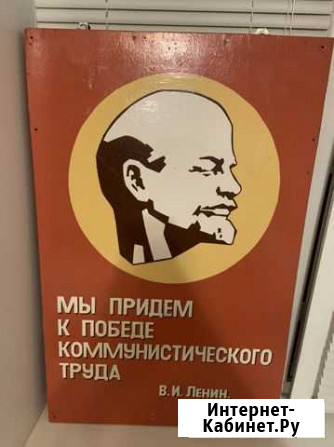 МЫ ПРИДЕМ
К ПОБЕДЕ
КОММУНИСТИЧЕСКОГО
ТРУДА
В.И. ЛЕНИН.
Интернет-
Кабинет.Ру